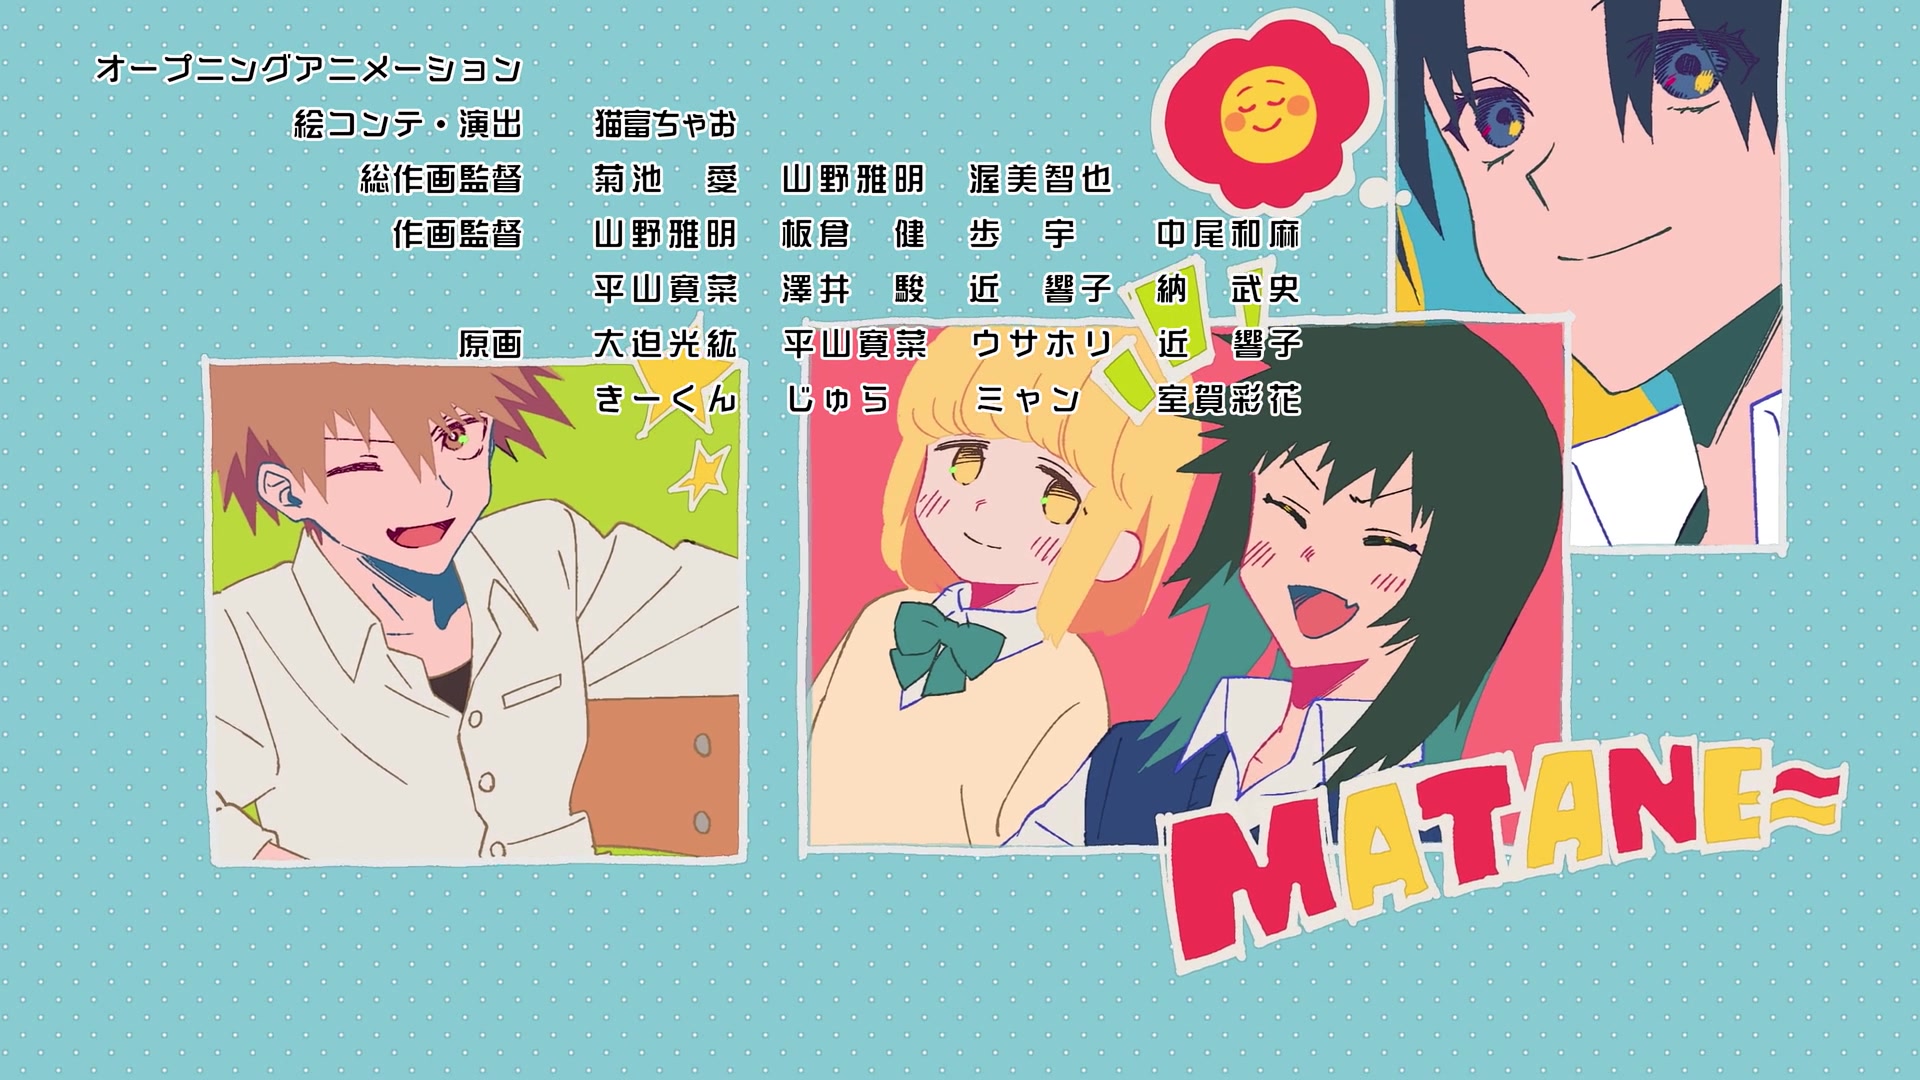 オープニングアニメーション
絵コンテ・演出 猫富ちゃお
総作画監督 菊池 愛 山野雅明 渥美智也
作画監督 山野雅明 板倉 健 歩 宇 中尾和麻
平山寛菜 澤井 駿 近 響子 納 武史
原画 大迫光紘 平山寛菜 ウサホリ 近 響子
きーくん じゅら ミャン 室賀彩花
MATANE~